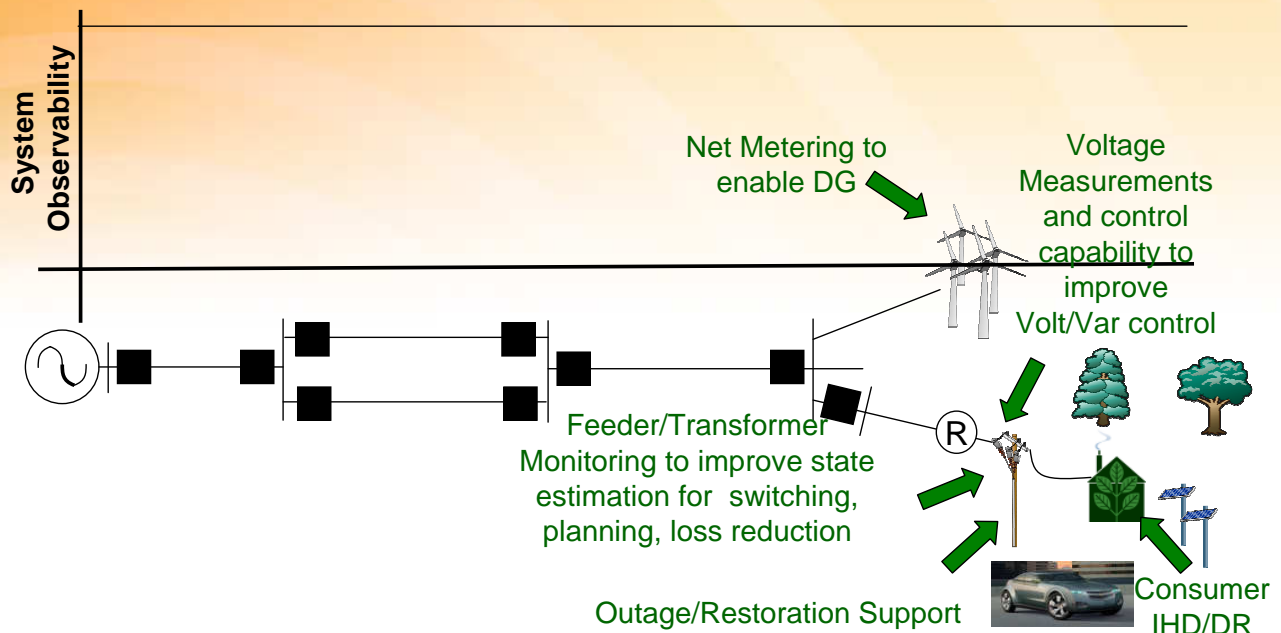 System
Observability
Net Metering to
enable DG
Voltage
Measurements
and control
capability to
improve
Volt/Var control
R
Feeder/Transformer
Monitoring to improve state
estimation for switching,
planning, loss reduction
Outage/Restoration Support
Consumer
IHD/DR